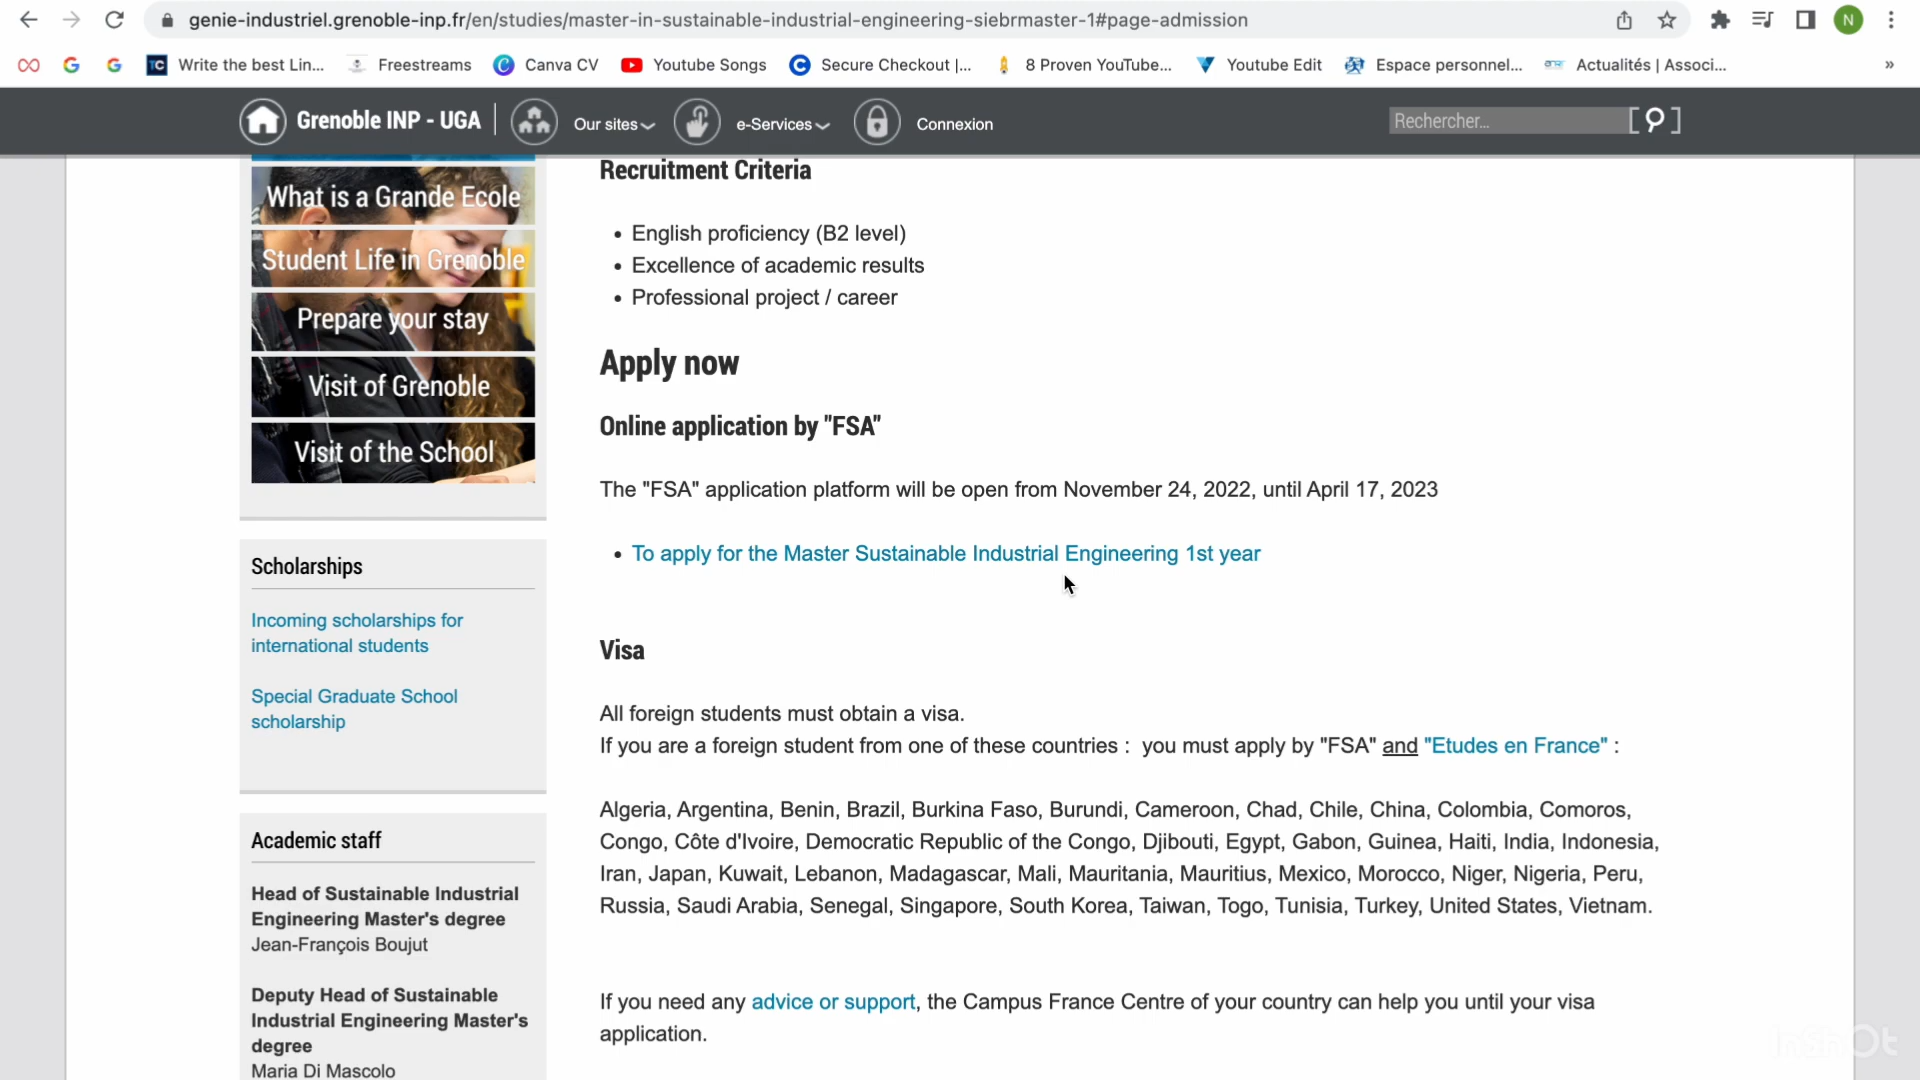 genie-industriel.grenoble-inp.fr/en/studies/master-in-sustainable-industrial-engineering-siebrmaster-1#page-admission
N
Write the best Lin...
Freestreams
Canva CV
Youtube Songs
Secure Checkout |...
8 Proven YouTube...
Youtube Edit
Espace personnel...
Actualités | Associ...
»
Grenoble INP - UGA
Our sites
e-Services
Connexion
Rechercher...
What is a Grande Ecole
Student Life in Grenoble
Prepare your stay
Visit of Grenoble
Visit of the School
Scholarships
Incoming scholarships for
international students
Special Graduate School
scholarship
Academic staff
Head of Sustainable Industrial
Engineering Master's degree
Jean-François Boujut
Deputy Head of Sustainable
Industrial Engineering Master's
degree
Maria Di Mascolo
Recruitment Criteria
• English proficiency (B2 level)
• Excellence of academic results
• Professional project / career
Apply now
Online application by "FSA"
The "FSA" application platform will be open from November 24, 2022, until April 17, 2023
• To apply for the Master Sustainable Industrial Engineering 1st year
Visa
All foreign students must obtain a visa.
If you are a foreign student from one of these countries : you must apply by "FSA" and "Etudes en France" :
Algeria, Argentina, Benin, Brazil, Burkina Faso, Burundi, Cameroon, Chad, Chile, China, Colombia, Comoros,
Congo, Côte d'Ivoire, Democratic Republic of the Congo, Djibouti, Egypt, Gabon, Guinea, Haiti, India, Indonesia,
Iran, Japan, Kuwait, Lebanon, Madagascar, Mali, Mauritania, Mauritius, Mexico, Morocco, Niger, Nigeria, Peru,
Russia, Saudi Arabia, Senegal, Singapore, South Korea, Taiwan, Togo, Tunisia, Turkey, United States, Vietnam.
If you need any advice or support, the Campus France Centre of your country can help you until your visa
application.
InShOt